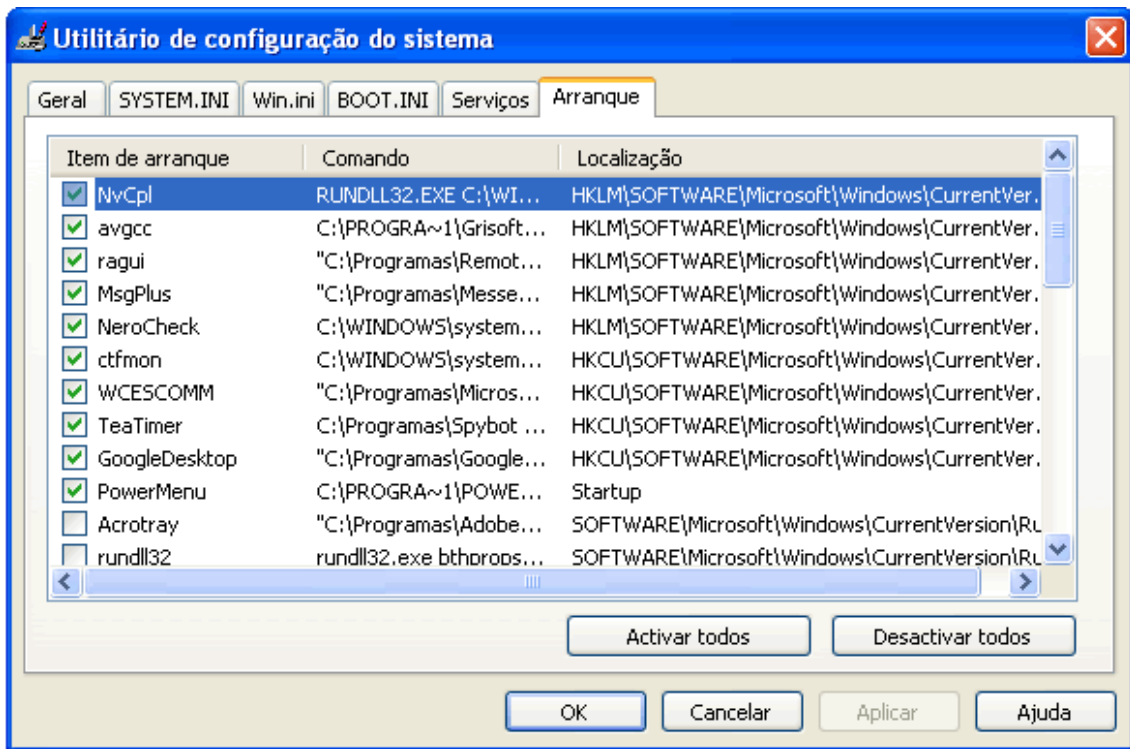 Utilitário de configuração do sistema
Geral SYSTEM.INI Win.ini BOOT.INI Serviços Arranque
Item de arranque Comando Localização
NvCpl RUNDLL32.EXE C:\WI... HKLM\SOFTWARE\Microsoft\Windows\CurrentVer.
avgcc C:\PROGRA~1\Grisoft... HKLM\SOFTWARE\Microsoft\Windows\CurrentVer.
ragui "C:\Programas\Remot... HKLM\SOFTWARE\Microsoft\Windows\CurrentVer.
MsgPlus "C:\Programas\Messe... HKLM\SOFTWARE\Microsoft\Windows\CurrentVer.
NeroCheck C:\WINDOWS\system... HKLM\SOFTWARE\Microsoft\Windows\CurrentVer.
ctfmon C:\WINDOWS\system... HKCU\SOFTWARE\Microsoft\Windows\CurrentVer.
WCESCOMM "C:\Programas\Micros... HKCU\SOFTWARE\Microsoft\Windows\CurrentVer.
TeaTimer C:\Programas\Spybot ... HKCU\SOFTWARE\Microsoft\Windows\CurrentVer.
GoogleDesktop "C:\Programas\Google... HKCU\SOFTWARE\Microsoft\Windows\CurrentVer.
PowerMenu C:\PROGRA~1\POWE... Startup
Acrotray "C:\Programas\Adobe... SOFTWARE\Microsoft\Windows\CurrentVersion\Ru
rundll32 rundll32.exe bthprops... SOFTWARE\Microsoft\Windows\CurrentVersion\Ru
Activar todos Desactivar todos
OK Cancelar Aplicar Ajuda